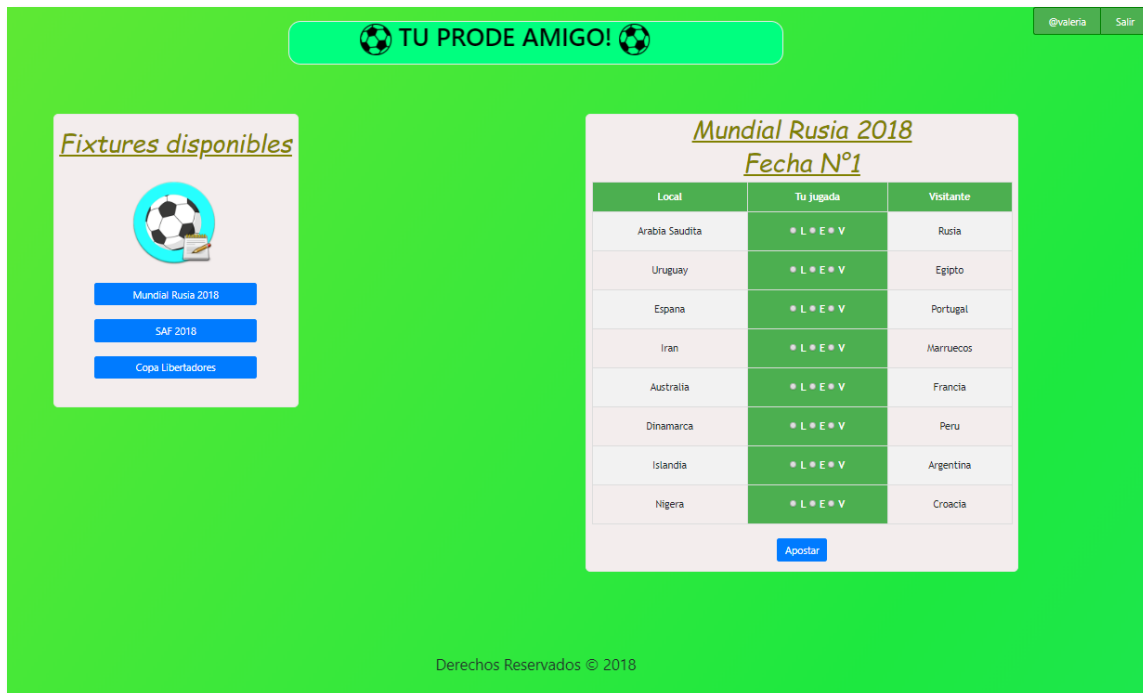 @valeria Salir
TU PRODE AMIGO!
Fixtures disponibles
Mundial Rusia 2018
SAF 2018
Copa Libertadores
Mundial Rusia 2018
Fecha N°1
Local Tu jugada Visitante
Arabia Saudita L E V Rusia
Uruguay L E V Egipto
Espana L E V Portugal
Iran L E V Marruecos
Australia L E V Francia
Dinamarca L E V Peru
Islandia L E V Argentina
Nigera L E V Croacia
Apostar
Derechos Reservados © 2018